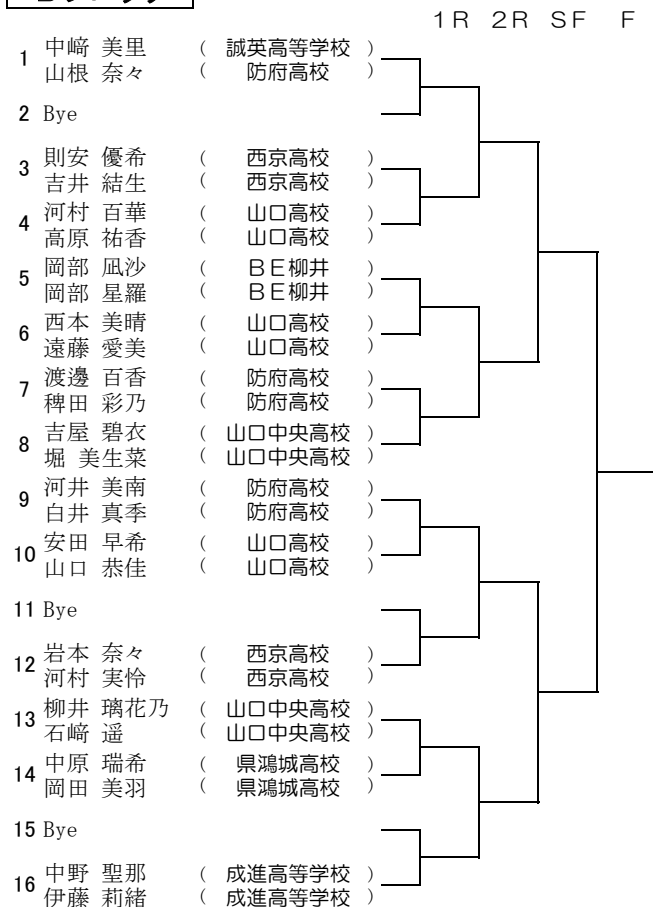 1R 2R SF F
1 中﨑 美里 ( 誠英高等学校 )
山根 奈々 ( 防府高校 )
2 Bye
3 則安 優希 ( 西京高校 )
吉井 結生 ( 西京高校 )
4 河村 百華 ( 山口高校 )
高原 祐香 ( 山口高校 )
5 岡部 凪沙 ( BE柳井 )
岡部 星羅 ( BE柳井 )
6 西本 美晴 ( 山口高校 )
遠藤 愛美 ( 山口高校 )
7 渡邊 百香 ( 防府高校 )
稗田 彩乃 ( 防府高校 )
8 吉屋 碧衣 ( 山口中央高校 )
堀 美生菜 ( 山口中央高校 )
9 河井 美南 ( 防府高校 )
白井 真季 ( 防府高校 )
10 安田 早希 ( 山口高校 )
山口 恭佳 ( 山口高校 )
11 Bye
12 岩本 奈々 ( 西京高校 )
河村 実怜 ( 西京高校 )
13 柳井 璃花乃 ( 山口中央高校 )
石﨑 遥 ( 山口中央高校 )
14 中原 瑞希 ( 県鴻城高校 )
岡田 美羽 ( 県鴻城高校 )
15 Bye
16 中野 聖那 ( 成進高等学校 )
伊藤 莉緒 ( 成進高等学校 )